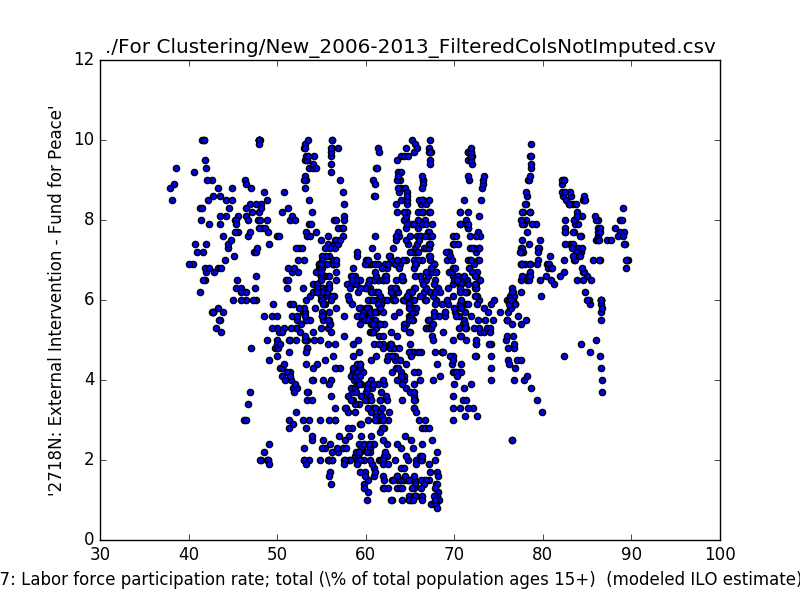 ./For Clustering/New_2006-2013_FilteredColsNotImputed.csv
12
10
8
6
4
2
0
'2718N: External Intervention - Fund for Peace'
30 40 50 60 70 80 90 100
7: Labor force participation rate; total (\% of total population ages 15+)  (modeled ILO estimate)